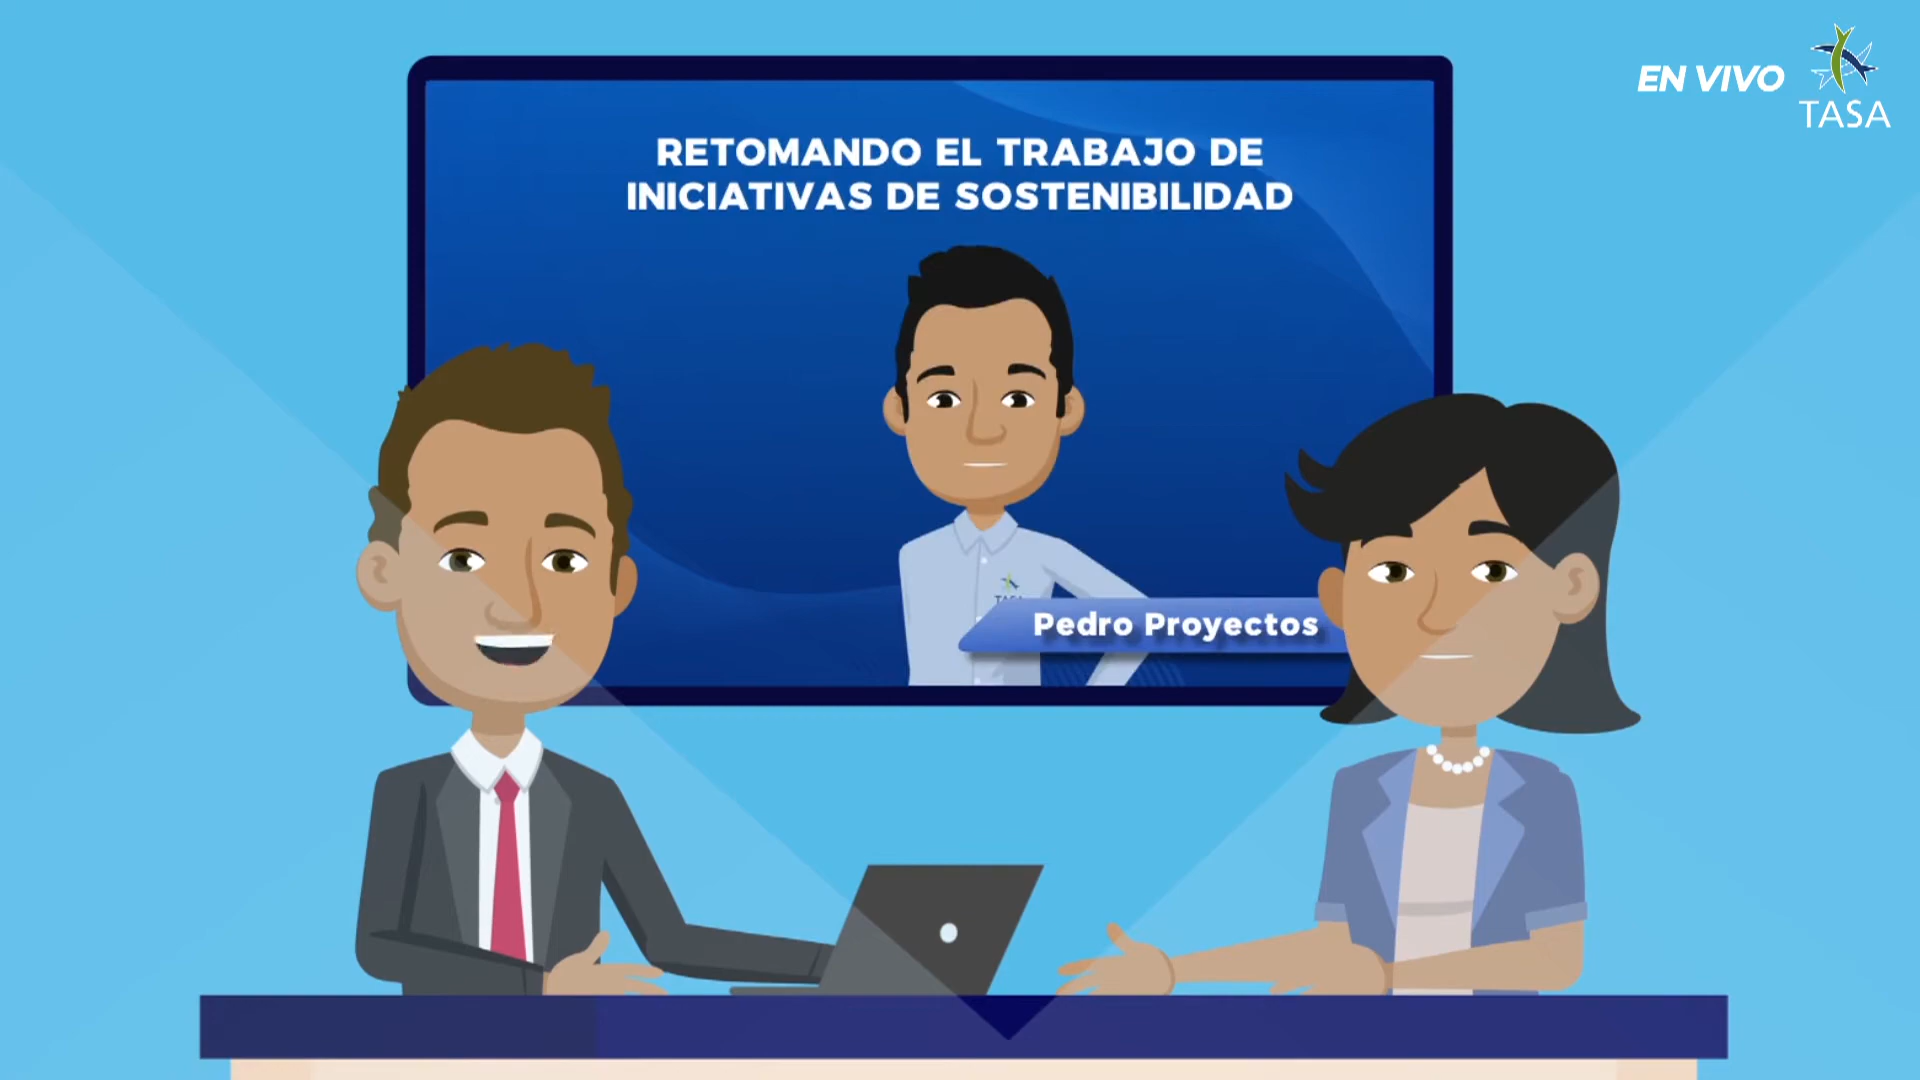 EN VIVO
TASA
RETOMANDO EL TRABAJO DE
INICIATIVAS DE SOSTENIBILIDAD
Pedro Proyectos